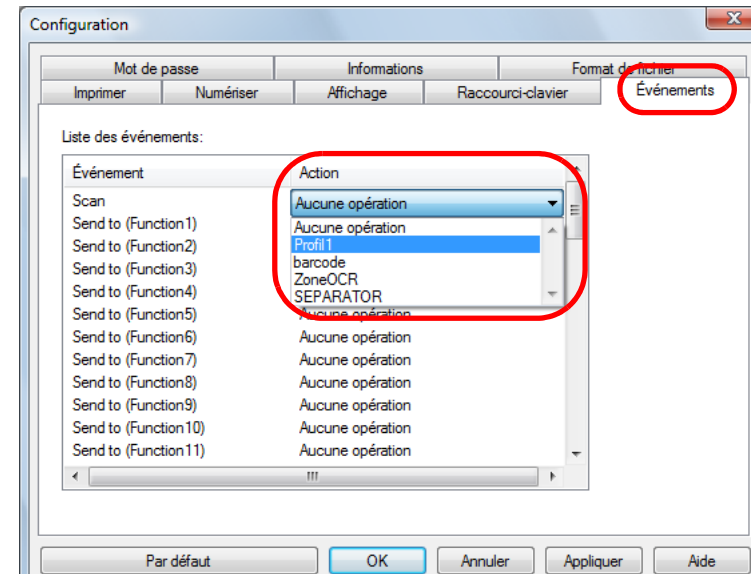 Configuration
Mot de passe Informations Format de fichier
Imprimer Numériser Affichage Raccourci-clavier Événements
Liste des événements:
Événement Action
Scan Aucune opération
Send to (Function1) Aucune opération
Send to (Function2) Profil1
Send to (Function3) barcode
Send to (Function4) ZoneOCR
SEPARATOR
Send to (Function5) Aucune opération
Send to (Function6) Aucune opération
Send to (Function7) Aucune opération
Send to (Function8) Aucune opération
Send to (Function9) Aucune opération
Send to (Function10) Aucune opération
Send to (Function11) Aucune opération
Par défaut OK Annuler Appliquer Aide